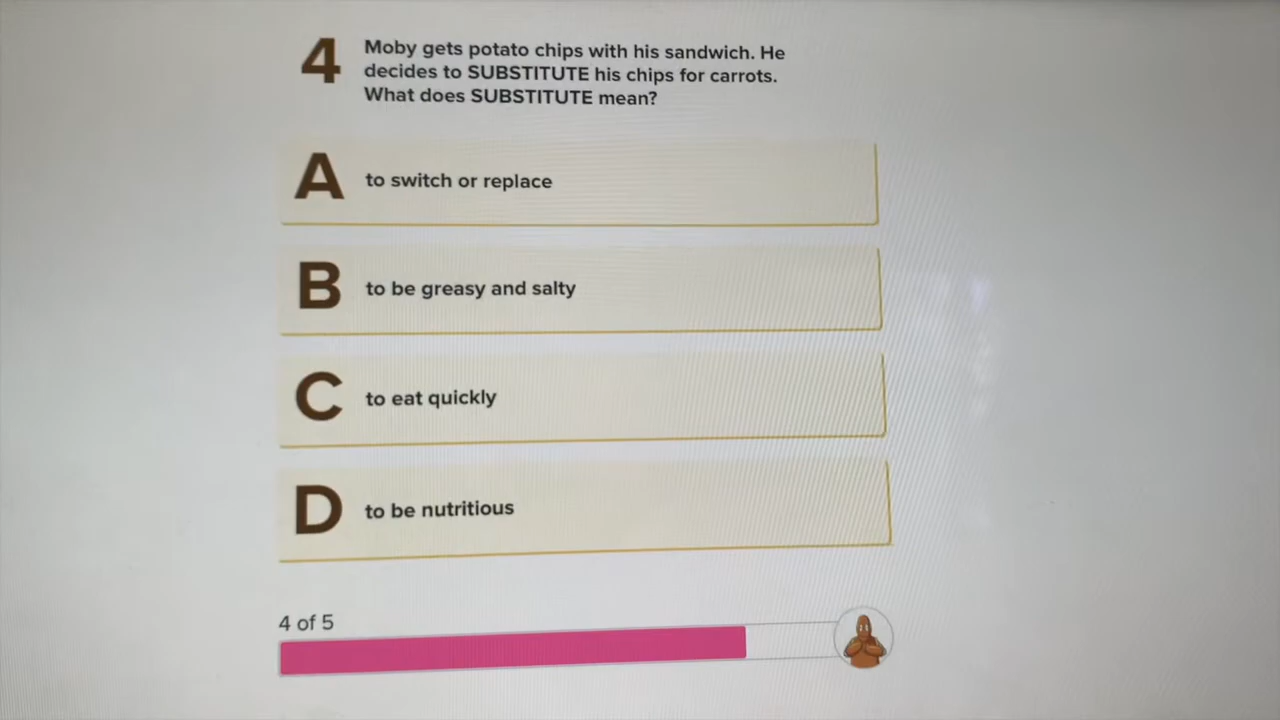 4
Moby gets potato chips with his sandwich. He
decides to SUBSTITUTE his chips for carrots.
What does SUBSTITUTE mean?
A to switch or replace
B to be greasy and salty
C to eat quickly
D to be nutritious
4 of 5